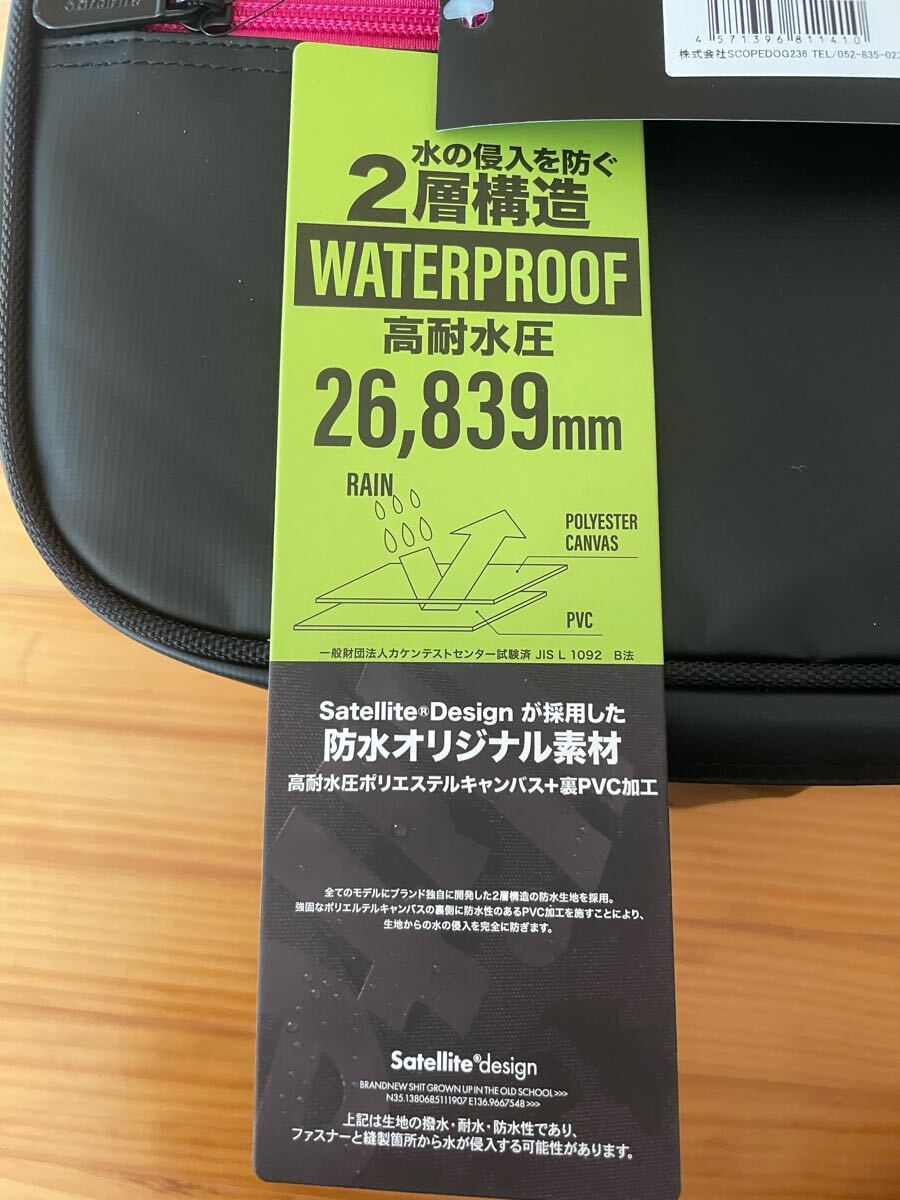 4 571396 811410
株式会社SCOPEDOG236 TEL/052-835-023
水の侵入を防ぐ
2層構造
WATERPROOF
高耐水圧
26,839mm
RAIN
POLYESTER
CANVAS
PVC
一般財団法人カケンテストセンター試験済 JIS L 1092 B法
Satellite®Design が採用した
防水オリジナル素材
高耐水圧ポリエステルキャンバス+裏PVC加工
全てのモデルにブランド独自に開発した2層構造の防水生地を採用。
強固なポリエルテルキャンバスの裏側に防水性のあるPVC加工を施すことにより、
生地からの水の侵入を完全に防ぎます。
Satellite®design
BRANDNEW SHIT GROWN UP IN THE OLD SCHOOL>>>
N35.1380685111907 E136.9667548 >>>
上記は生地の撥水・耐水・防水性であり、
ファスナーと縫製箇所から水が侵入する可能性があります。